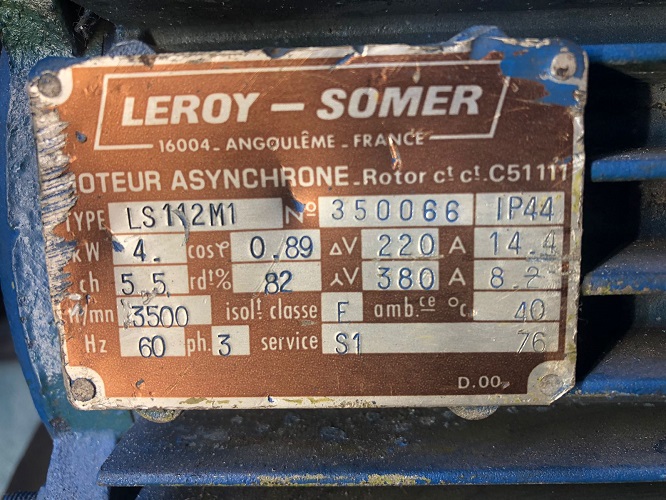 LEROY - SOMER
16004 - ANGOULÊME - FRANCE
MOTEUR ASYNCHRONE - Rotor ct ct. C51111
TYPE LS112M1 No 350066 IP44
kW 4. cosφ 0.89 ΔV 220 A 14.4
ch 5.5 rdt% 82 ⅄V 380 A 8.2
tr/mn 3500 isolt classe F amb.ce °c. 40
Hz 60 ph. 3 service S1 76
D.00